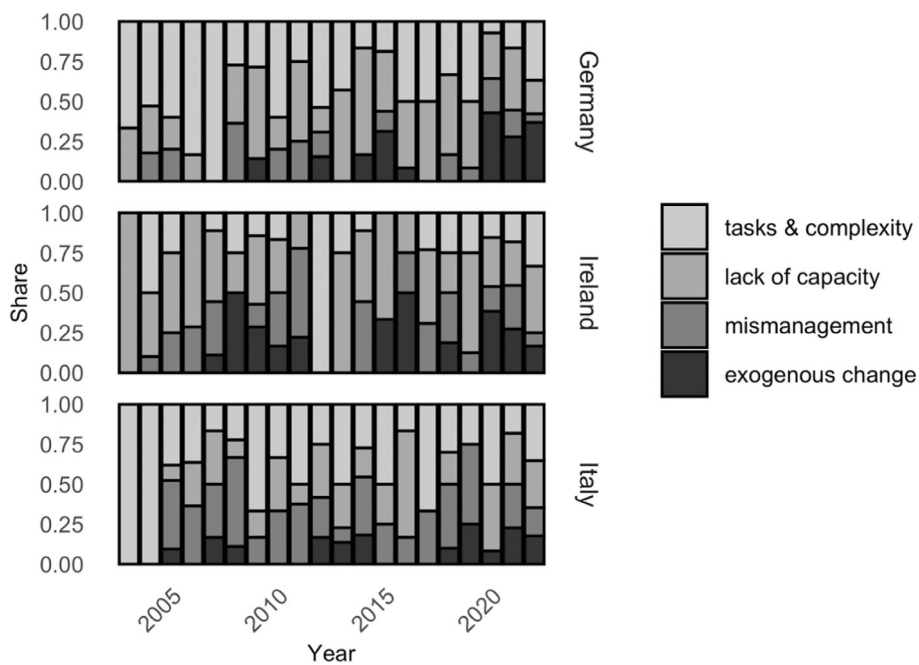 1.00
0.75
0.50
0.25
0.00
Germany
1.00
0.75
0.50
0.25
0.00
Ireland
1.00
0.75
0.50
0.25
0.00
Italy
Share
2005
2010
2015
2020
Year
tasks & complexity
lack of capacity
mismanagement
exogenous change